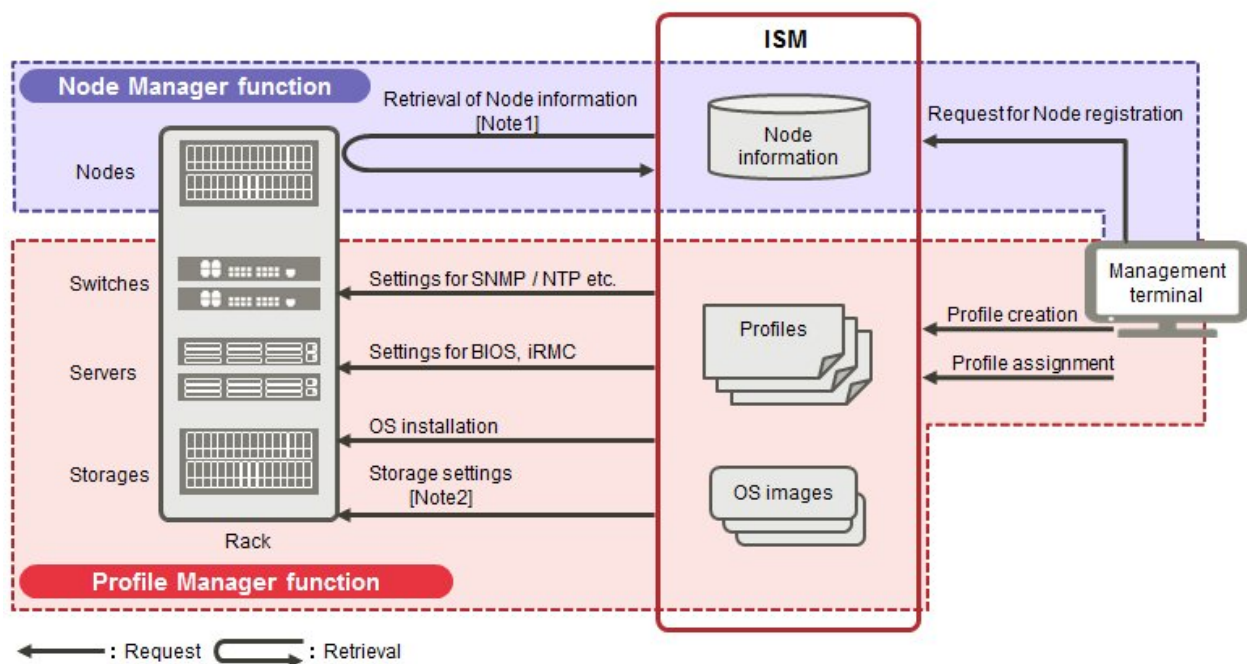 ISM
Node Manager function
Retrieval of Node information
[Note1]
Request for Node registration
Node
information
Nodes
Switches
Settings for SNMP / NTP etc.
Management
terminal
Profiles
Profile creation
Servers
Settings for BIOS, iRMC
Profile assignment
OS installation
Storages
Storage settings
[Note2]
OS images
Rack
Profile Manager function
: Request
: Retrieval